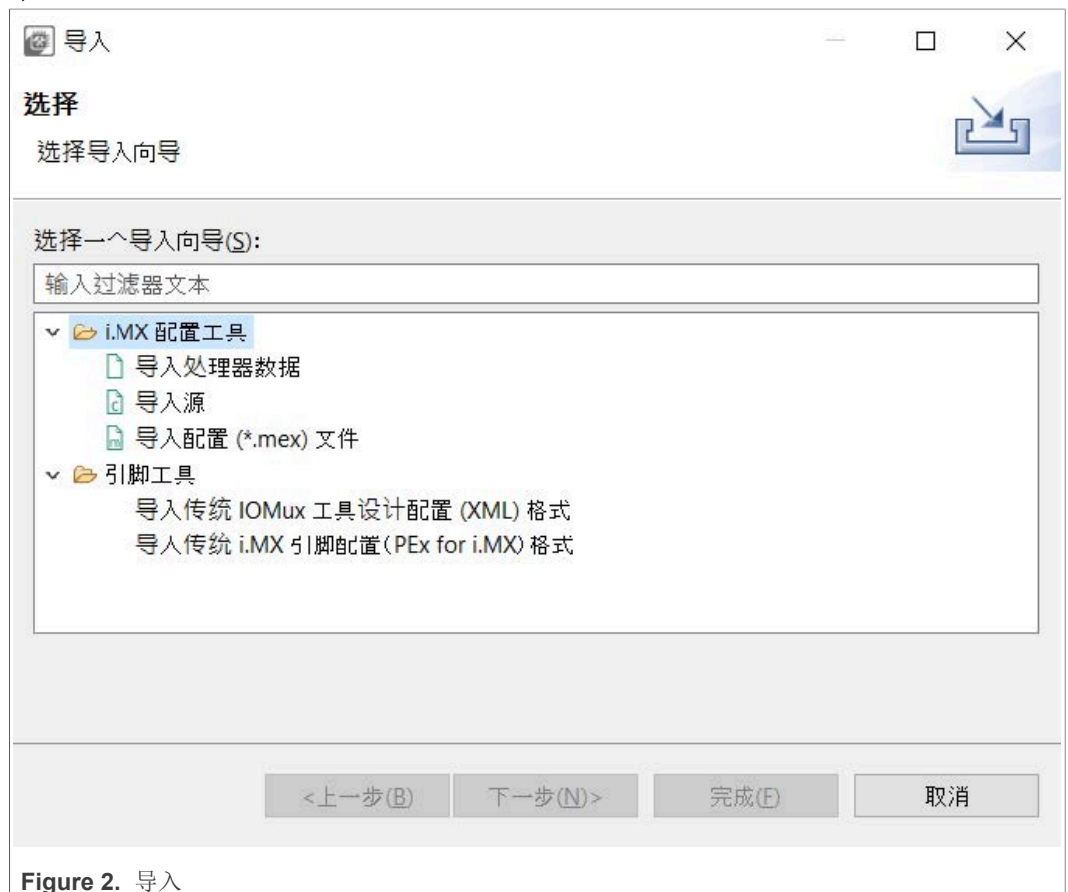 导入
选择
选择导入向导
选择一个导入向导(S):
输入过滤器文本
i.MX 配置工具
导入处理器数据
导入源
导入配置 (*.mex) 文件
引脚工具
导入传统 IOMux 工具设计配置 (XML) 格式
导人传统 i.MX 引脚配置(PEx for i.MX) 格式
<上一步(B) 下一步(N)> 完成(F) 取消
Figure 2. 导入